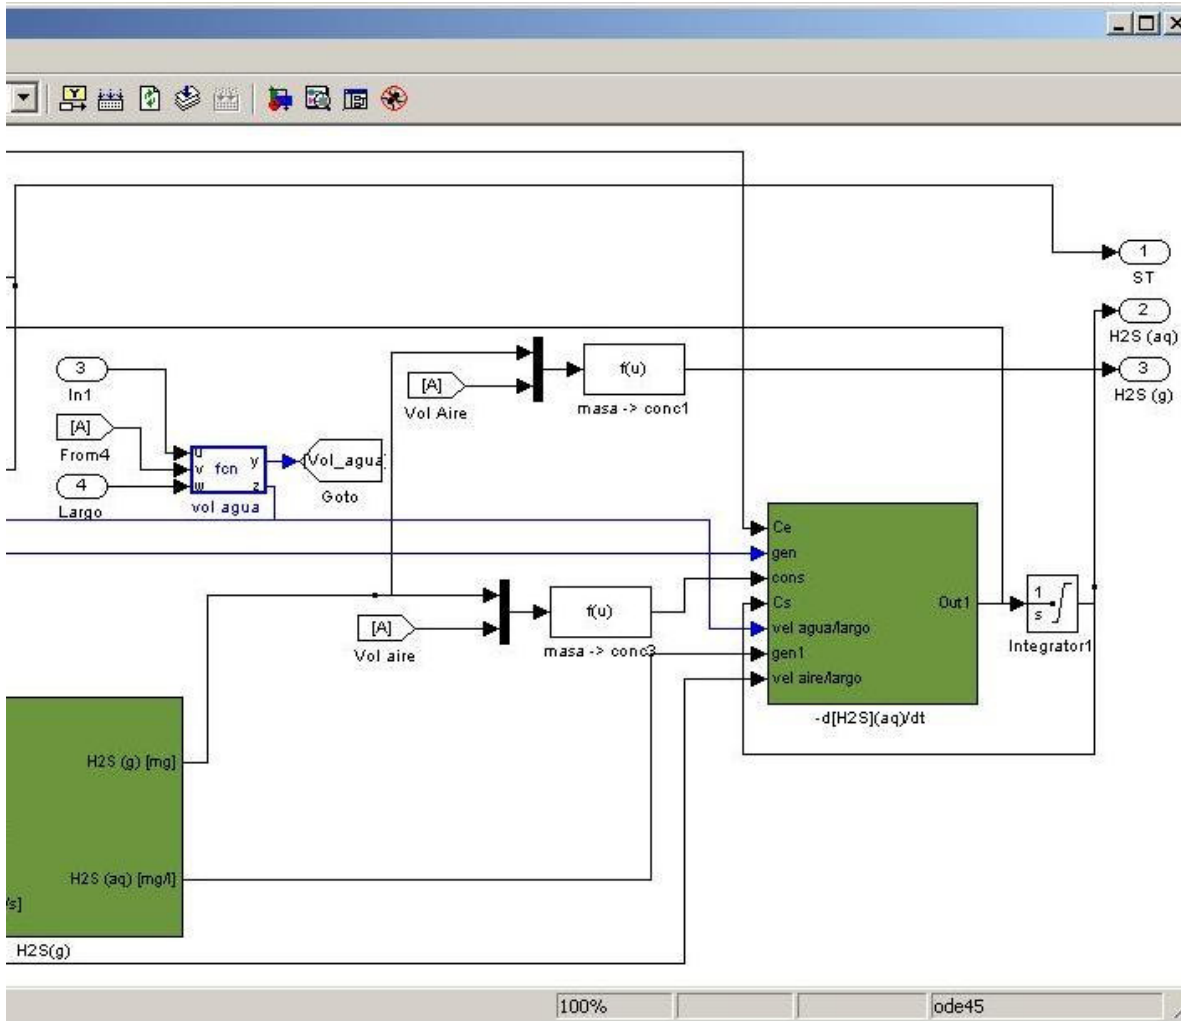 1
ST
2
H2S (aq)
3
H2S (g)
3
In1
[A]
Vol Aire
f(u)
masa -> conc1
[A]
From4
4
Largo
u
v
w
fcn
y
z
vol agua
Vol_agua
Goto
Ce
gen
cons
Cs
vel agua/largo
gen1
vel aire/largo
Out1
-d[H2S](aq)/dt
1
s
Integrator1
[A]
Vol aire
f(u)
masa -> conc3
H2S (g) [mg]
H2S (aq) [mg/l]
/s]
H2S(g)
100%
ode45